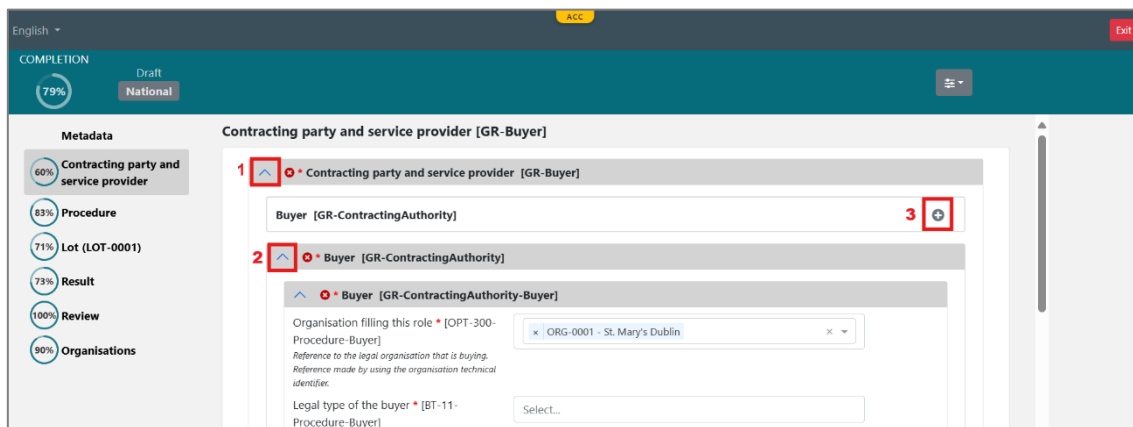 ACC
English
Exit
COMPLETION
79%
Draft
National
Metadata
60%
Contracting party and
service provider
83%
Procedure
71%
Lot (LOT-0001)
73%
Result
100%
Review
90%
Organisations
Contracting party and service provider [GR-Buyer]
1
* Contracting party and service provider [GR-Buyer]
Buyer [GR-ContractingAuthority]
3
2
* Buyer [GR-ContractingAuthority]
* Buyer [GR-ContractingAuthority-Buyer]
Organisation filling this role * [OPT-300-
Procedure-Buyer]
Reference to the legal organisation that is buying.
Reference made by using the organisation technical
identifier.
× ORG-0001 - St. Mary's Dublin ×
Legal type of the buyer * [BT-11-
Procedure-Buyer]
Select...